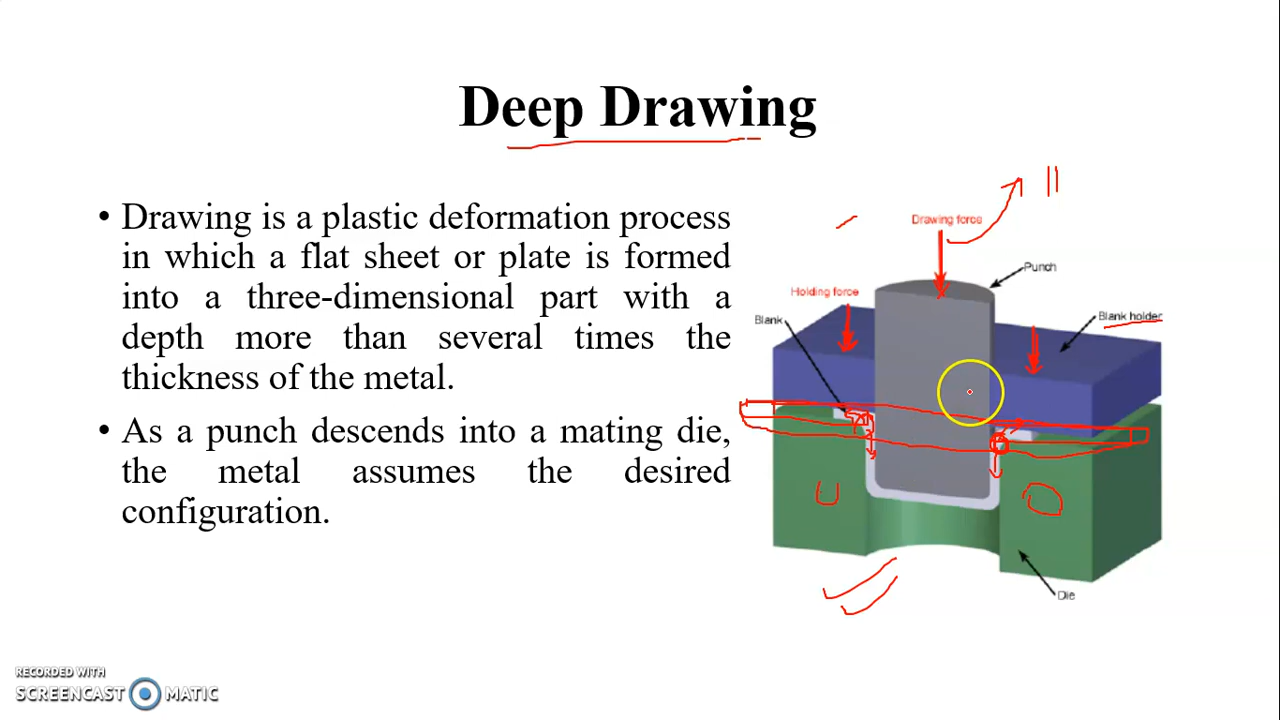 Deep Drawing
• Drawing is a plastic deformation process
in which a flat sheet or plate is formed
into a three-dimensional part with a
depth more than several times the
thickness of the metal.
• As a punch descends into a mating die,
the metal assumes the desired
configuration.
Drawing force
Punch
Holding force
Blank
Blank holder
Die
RECORDED WITH
SCREENCAST MATIC